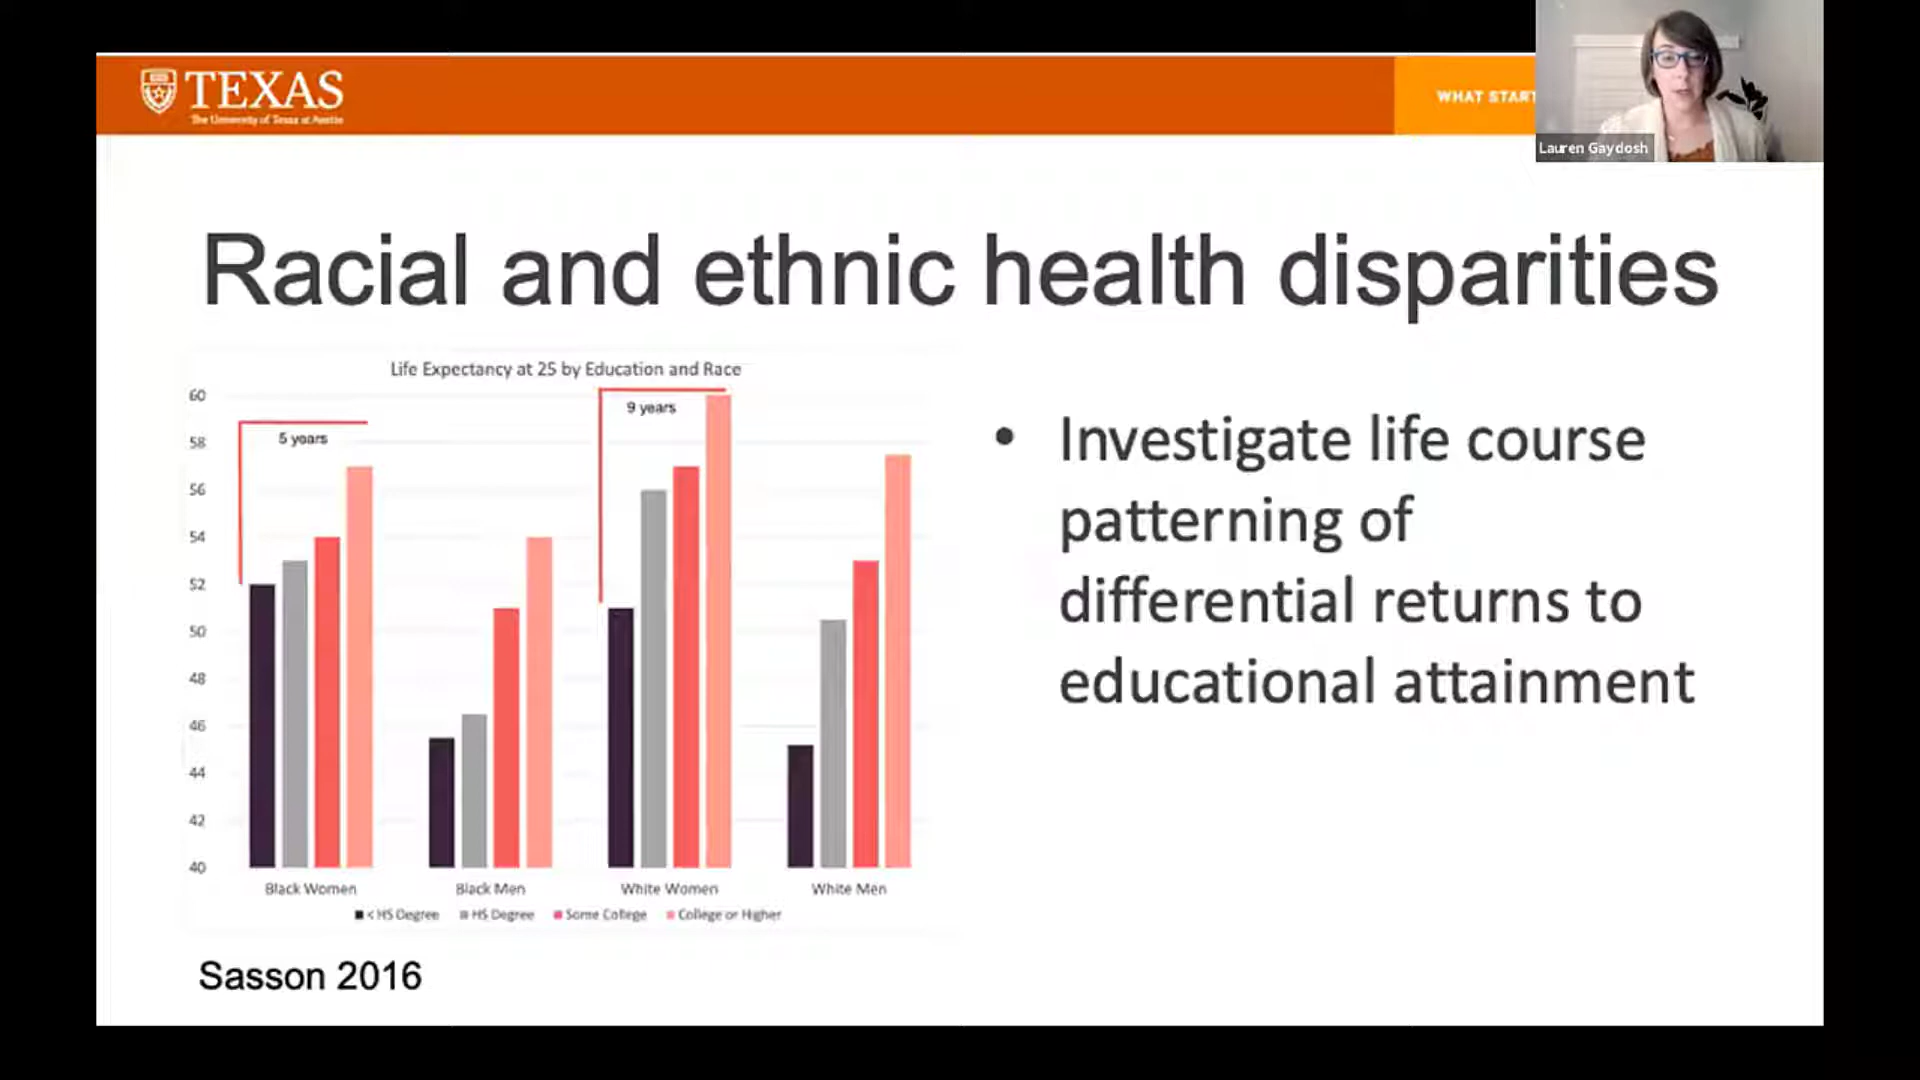 TEXAS
The University of Texas at Austin
WHAT START
Lauren Gaydosh
Racial and ethnic health disparities
Life Expectancy at 25 by Education and Race
60
58
56
54
52
50
48
46
44
42
40
5 years
9 years
Black Women Black Men White Women White Men
< HS Degree HS Degree Some College College or Higher
• Investigate life course
patterning of
differential returns to
educational attainment
Sasson 2016